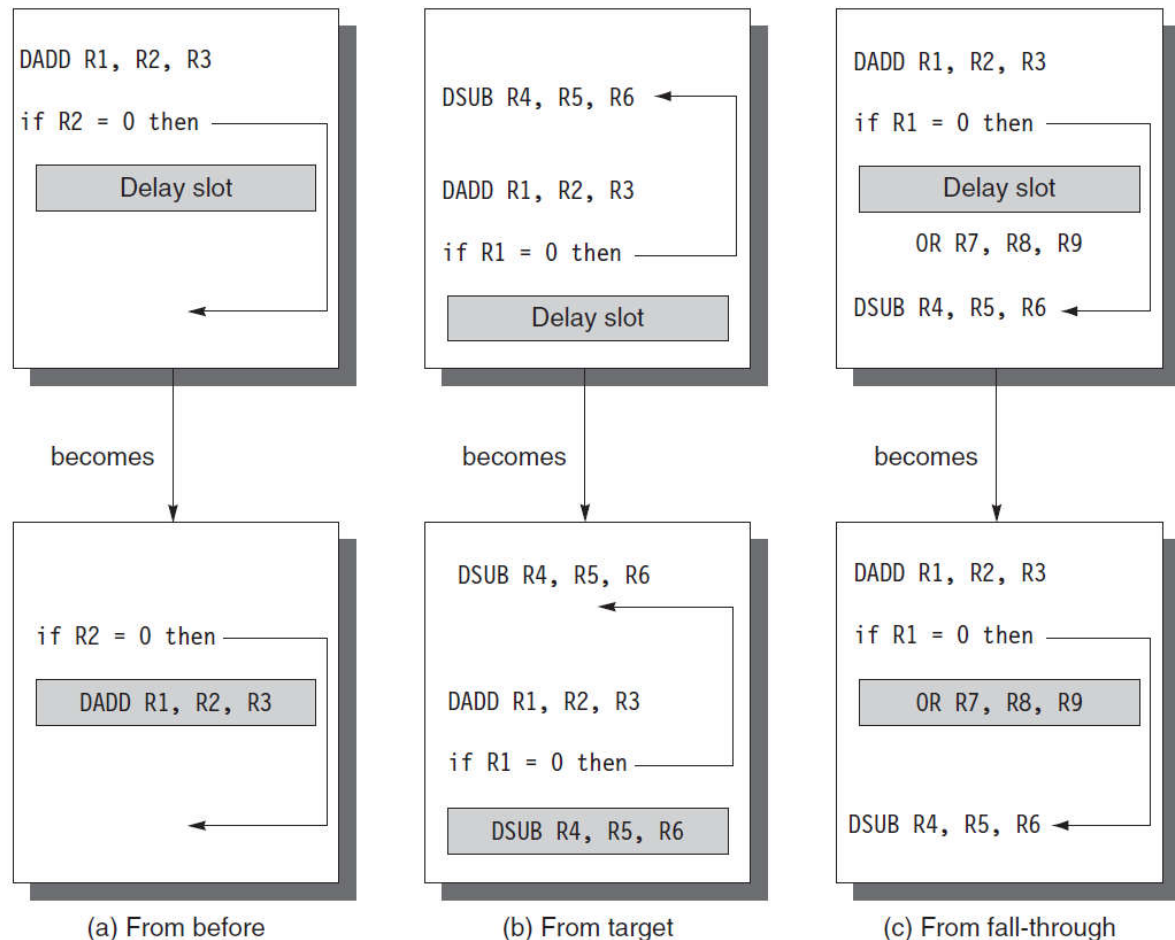 DADD R1, R2, R3
if R2 = 0 then
Delay slot
becomes
if R2 = 0 then
DADD R1, R2, R3
(a) From before
DSUB R4, R5, R6
DADD R1, R2, R3
if R1 = 0 then
Delay slot
becomes
DSUB R4, R5, R6
DADD R1, R2, R3
if R1 = 0 then
DSUB R4, R5, R6
(b) From target
DADD R1, R2, R3
if R1 = 0 then
Delay slot
OR R7, R8, R9
DSUB R4, R5, R6
becomes
DADD R1, R2, R3
if R1 = 0 then
OR R7, R8, R9
DSUB R4, R5, R6
(c) From fall-through